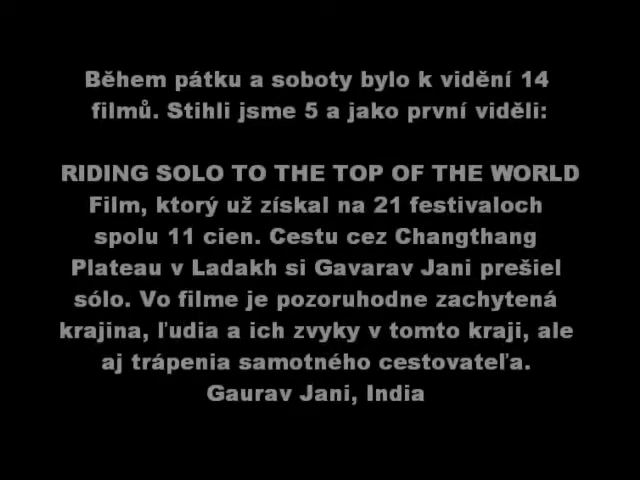 Během pátku a soboty bylo k vidění 14
filmů. Stihli jsme 5 a jako první viděli:
RIDING SOLO TO THE TOP OF THE WORLD
Film, ktorý už získal na 21 festivaloch
spolu 11 cien. Cestu cez Changthang
Plateau v Ladakh si Gavarav Jani prešiel
sólo. Vo filme je pozoruhodne zachytená
krajina, ľudia a ich zvyky v tomto kraji, ale
aj trápenia samotného cestovateľa.
Gaurav Jani, India